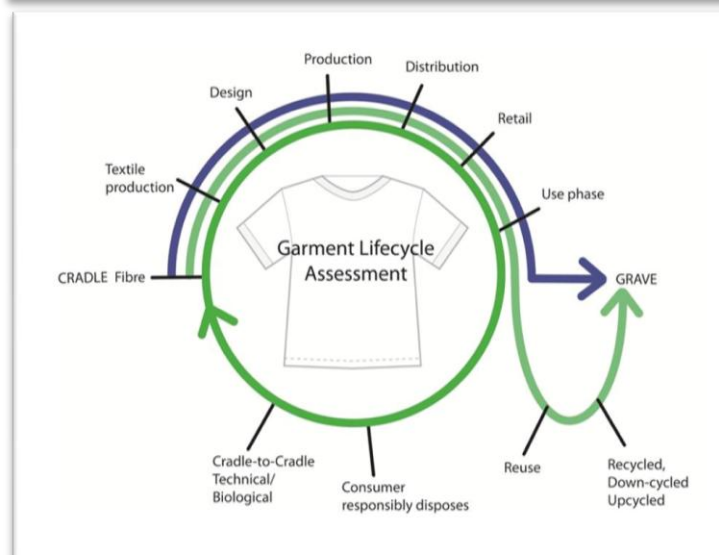 Production
Distribution
Design
Retail
Textile
production
Use phase
Garment Lifecycle
Assessment
CRADLE Fibre
GRAVE
Cradle-to-Cradle
Technical/
Biological
Consumer
responsibly disposes
Reuse
Recycled,
Down-cycled
Upcycled